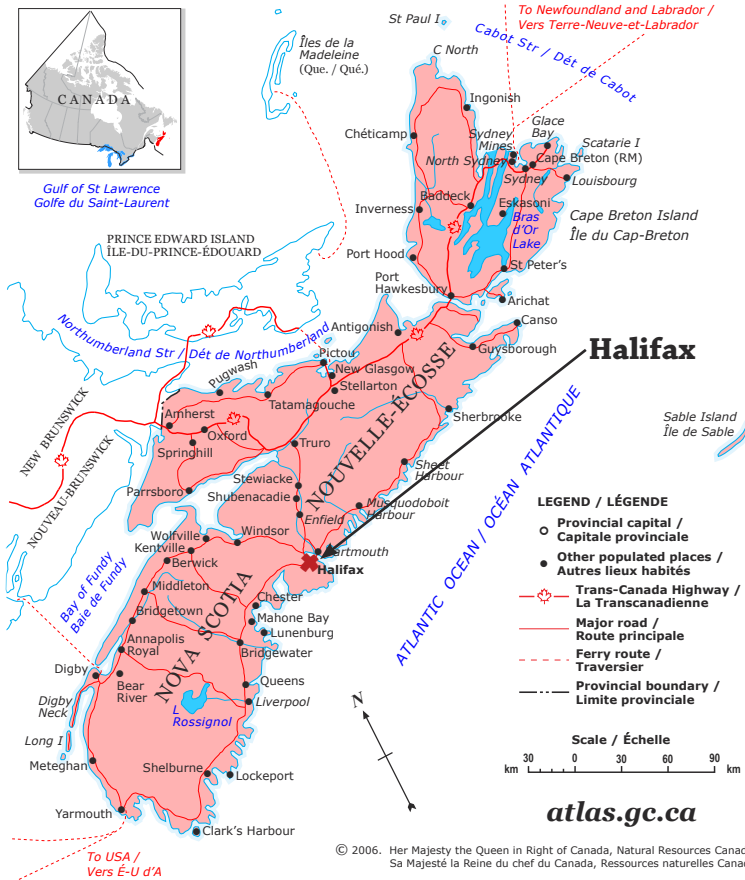 To Newfoundland and Labrador /
Vers Terre-Neuve-et-Labrador
St Paul I
Cabot Str / Dét de Cabot
Îles de la
Madeleine
(Que. / Qué.)
C North
CANADA
Ingonish
Glace
Bay
Chéticamp
Sydney
Mines
Scatarie I
North Sydney
Cape Breton (RM)
Sydney
Louisbourg
Gulf of St Lawrence
Golfe du Saint-Laurent
Baddeck
Eskasoni
Inverness
Bras
d'Or
Lake
Cape Breton Island
Île du Cap-Breton
PRINCE EDWARD ISLAND
ÎLE-DU-PRINCE-ÉDOUARD
Port Hood
St Peter's
Port
Hawkesbury
Arichat
Northumberland Str / Dét de Northumberland
Antigonish
Canso
Pictou
Guysborough
Halifax
New Glasgow
Pugwash
Stellarton
Tatamagouche
NOUVELLE-ÉCOSSE
Sherbrooke
Sable Island
Île de Sable
NEW BRUNSWICK
NOUVEAU-BRUNSWICK
Amherst
Oxford
Springhill
Truro
Sheet
Harbour
Parrsboro
Stewiacke
Shubenacadie
Musquodoboit
Harbour
Enfield
ATLANTIC OCEAN / OCÉAN ATLANTIQUE
LEGEND / LÉGENDE
Provincial capital /
Capitale provinciale
Other populated places /
Autres lieux habités
Trans-Canada Highway /
La Transcanadienne
Major road /
Route principale
Ferry route /
Traversier
Provincial boundary /
Limite provinciale
Wolfville
Windsor
Kentville
Dartmouth
Berwick
Halifax
Bay of Fundy
Baie de Fundy
Middleton
Chester
Bridgetown
Mahone Bay
Lunenburg
NOVA SCOTIA
Annapolis
Royal
Bridgewater
Digby
Bear
River
Queens
Digby
Neck
L
Rossignol
Liverpool
N
Long I
Meteghan
Shelburne
Lockeport
Scale / Échelle
30 0 30 60 90
km km
Yarmouth
Clark's Harbour
atlas.gc.ca
To USA /
Vers É-U d'A
© 2006. Her Majesty the Queen in Right of Canada, Natural Resources Canad
Sa Majesté la Reine du chef du Canada, Ressources naturelles Canad